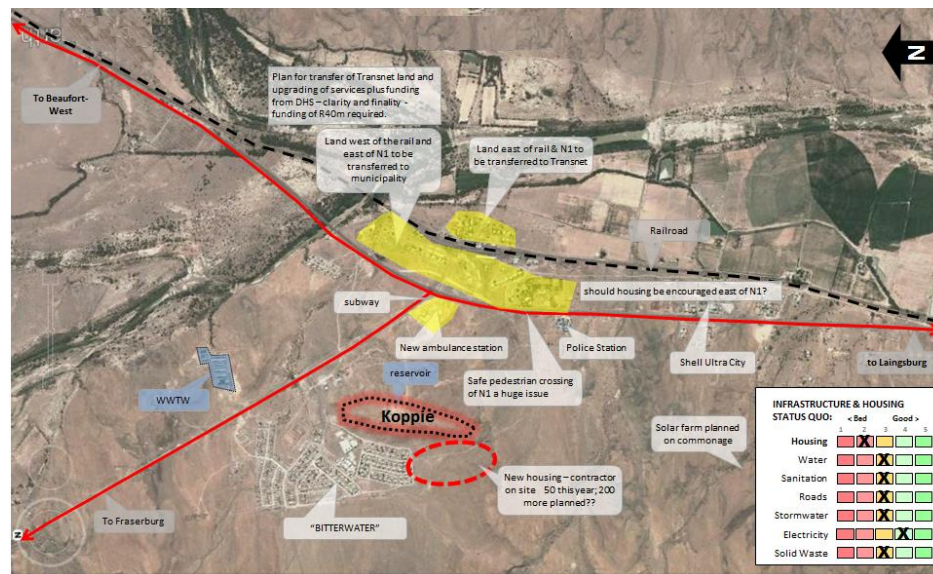 N
To Beaufort-
West
Plan for transfer of Transnet land and
upgrading of services plus funding
from DHS – clarity and finality -
funding of R40m required.
Land west of the rail and
east of N1 to be
transferred to
municipality
Land east of rail & N1 to
be transferred to Transnet
Railroad
should housing be encouraged east of N1?
subway
New ambulance station
Police Station
Shell Ultra City
to Laingsburg
WWTW
reservoir
Safe pedestrian crossing
of N1 a huge issue
Koppie
Solar farm planned
on commonage
New housing – contractor
on site 50 this year; 200
more planned??
To Fraserburg
"BITTERWATER"
N
INFRASTRUCTURE & HOUSING
STATUS QUO: < Bad Good >
1 2 3 4 5
Housing X
Water X
Sanitation X
Roads X
Stormwater X
Electricity X
Solid Waste X